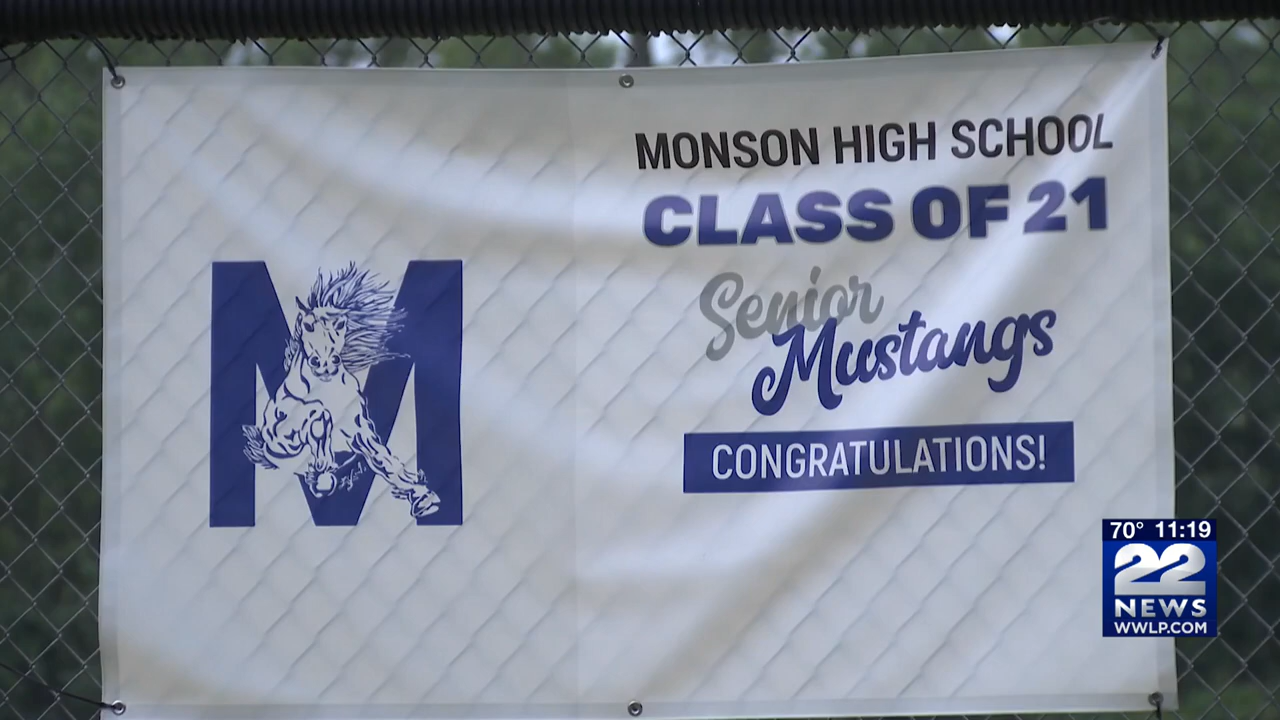 MONSON HIGH SCHOOL
CLASS OF 21
Senior
Mustangs
CONGRATULATIONS!
M
70° 11:19
22
NEWS
WWLP.COM